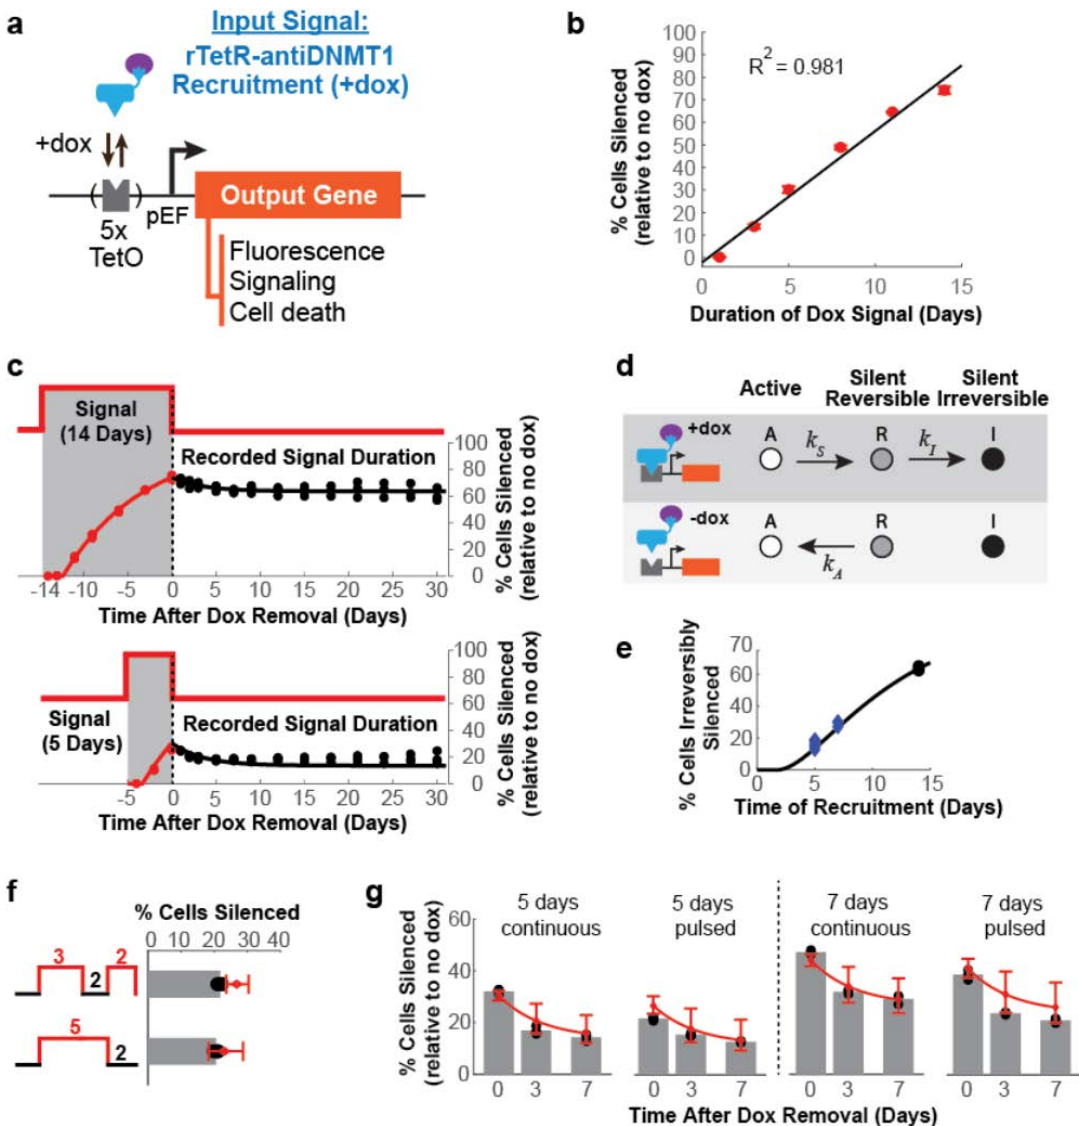 a
Input Signal:
rTetR-antiDNMT1
Recruitment (+dox)
+dox
( )
5x
TetO
pEF
Output Gene
Fluorescence
Signaling
Cell death
b
% Cells Silenced
(relative to no dox)
100
90
80
70
60
50
40
30
20
10
0
R² = 0.981
0 5 10 15
Duration of Dox Signal (Days)
c
Signal
(14 Days)
Recorded Signal Duration
100
80
60
40
20
0
% Cells Silenced
(relative to no dox)
-14 -10 -5 0 5 10 15 20 25 30
Time After Dox Removal (Days)
Signal
(5 Days)
Recorded Signal Duration
100
80
60
40
20
0
% Cells Silenced
(relative to no dox)
-5 0 5 10 15 20 25 30
Time After Dox Removal (Days)
d
Active
Silent
Reversible
Silent
Irreversible
+dox
A
kS
R
kI
I
-dox
A
kA
R
I
e
% Cells Irreversibly
Silenced
70
60
40
20
0
0 5 10 15
Time of Recruitment (Days)
f
% Cells Silenced
0 10 20 30 40
3
2
2
5
2
g
% Cells Silenced
(relative to no dox)
60
40
20
0
5 days
continuous
5 days
pulsed
7 days
continuous
7 days
pulsed
0 3 7
0 3 7
0 3 7
0 3 7
Time After Dox Removal (Days)